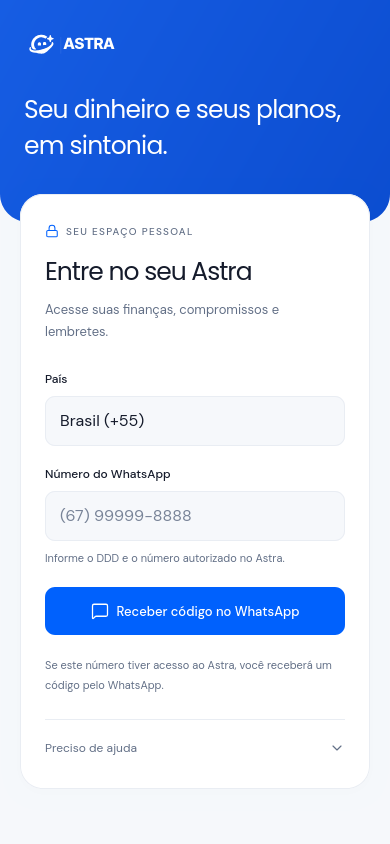 ASTRA
Seu dinheiro e seus planos,
em sintonia.
SEU ESPAÇO PESSOAL
Entre no seu Astra
Acesse suas finanças, compromissos e
lembretes.
País
Brasil (+55)
Número do WhatsApp
(67) 99999-8888
Informe o DDD e o número autorizado no Astra.
Receber código no WhatsApp
Se este número tiver acesso ao Astra, você receberá um
código pelo WhatsApp.
Preciso de ajuda